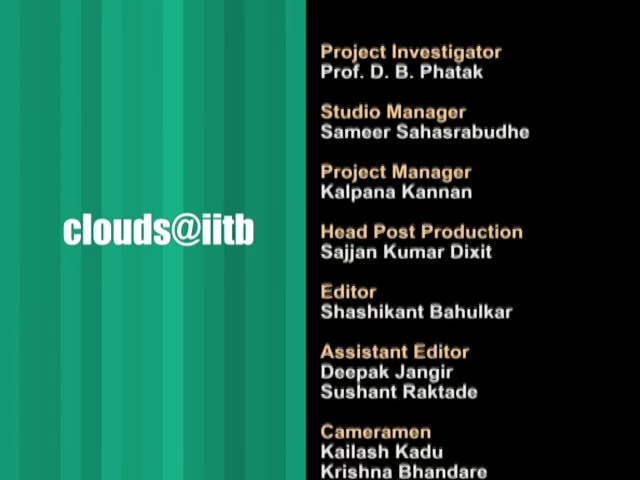 clouds@iitb
Project Investigator
Prof. D. B. Phatak
Studio Manager
Sameer Sahasrabudhe
Project Manager
Kalpana Kannan
Head Post Production
Sajjan Kumar Dixit
Editor
Shashikant Bahulkar
Assistant Editor
Deepak Jangir
Sushant Raktade
Cameramen
Kailash Kadu
Krishna Bhandare